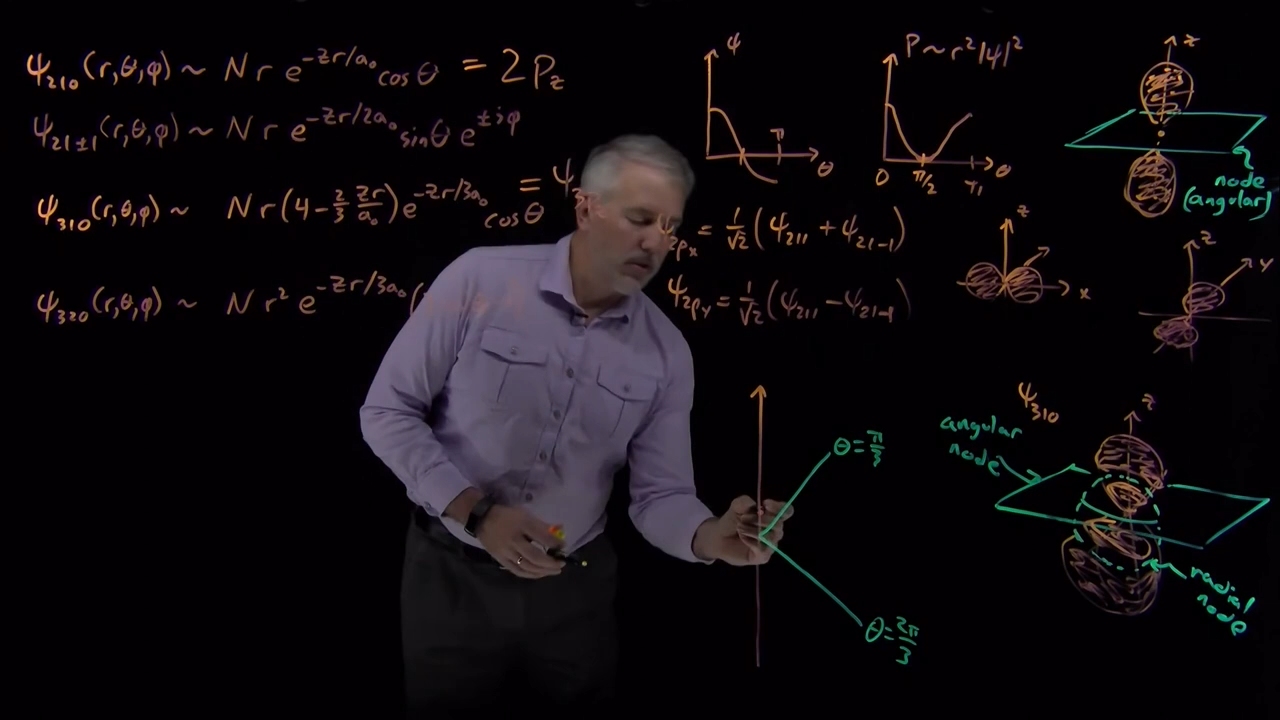 ψ₂₁₀(r,θ,φ) ~ N r e^(-Zr/a₀) cos θ = 2p_z
ψ₂₁±₁(r,θ,φ) ~ N r e^(-Zr/2a₀) sin θ e^(±iφ)
ψ₃₁₀(r,θ,φ) ~ N r (4 - 2/3 Zr/a₀) e^(-Zr/3a₀) cos θ = ψ
ψ₃₂₀(r,θ,φ) ~ N r² e^(-Zr/3a₀) (
ψ
π
θ
P ~ r²|ψ|²
0
π/2
π
θ
z
node
(angular)
ψ₂pₓ = 1/√2 (ψ₂₁₁ + ψ₂₁₋₁)
ψ₂p_y = 1/√2 (ψ₂₁₁ - ψ₂₁₋₁)
z
x
z
y
θ = π/3
θ = 2π/3
ψ₃₁₀
z
angular
node
radial
node